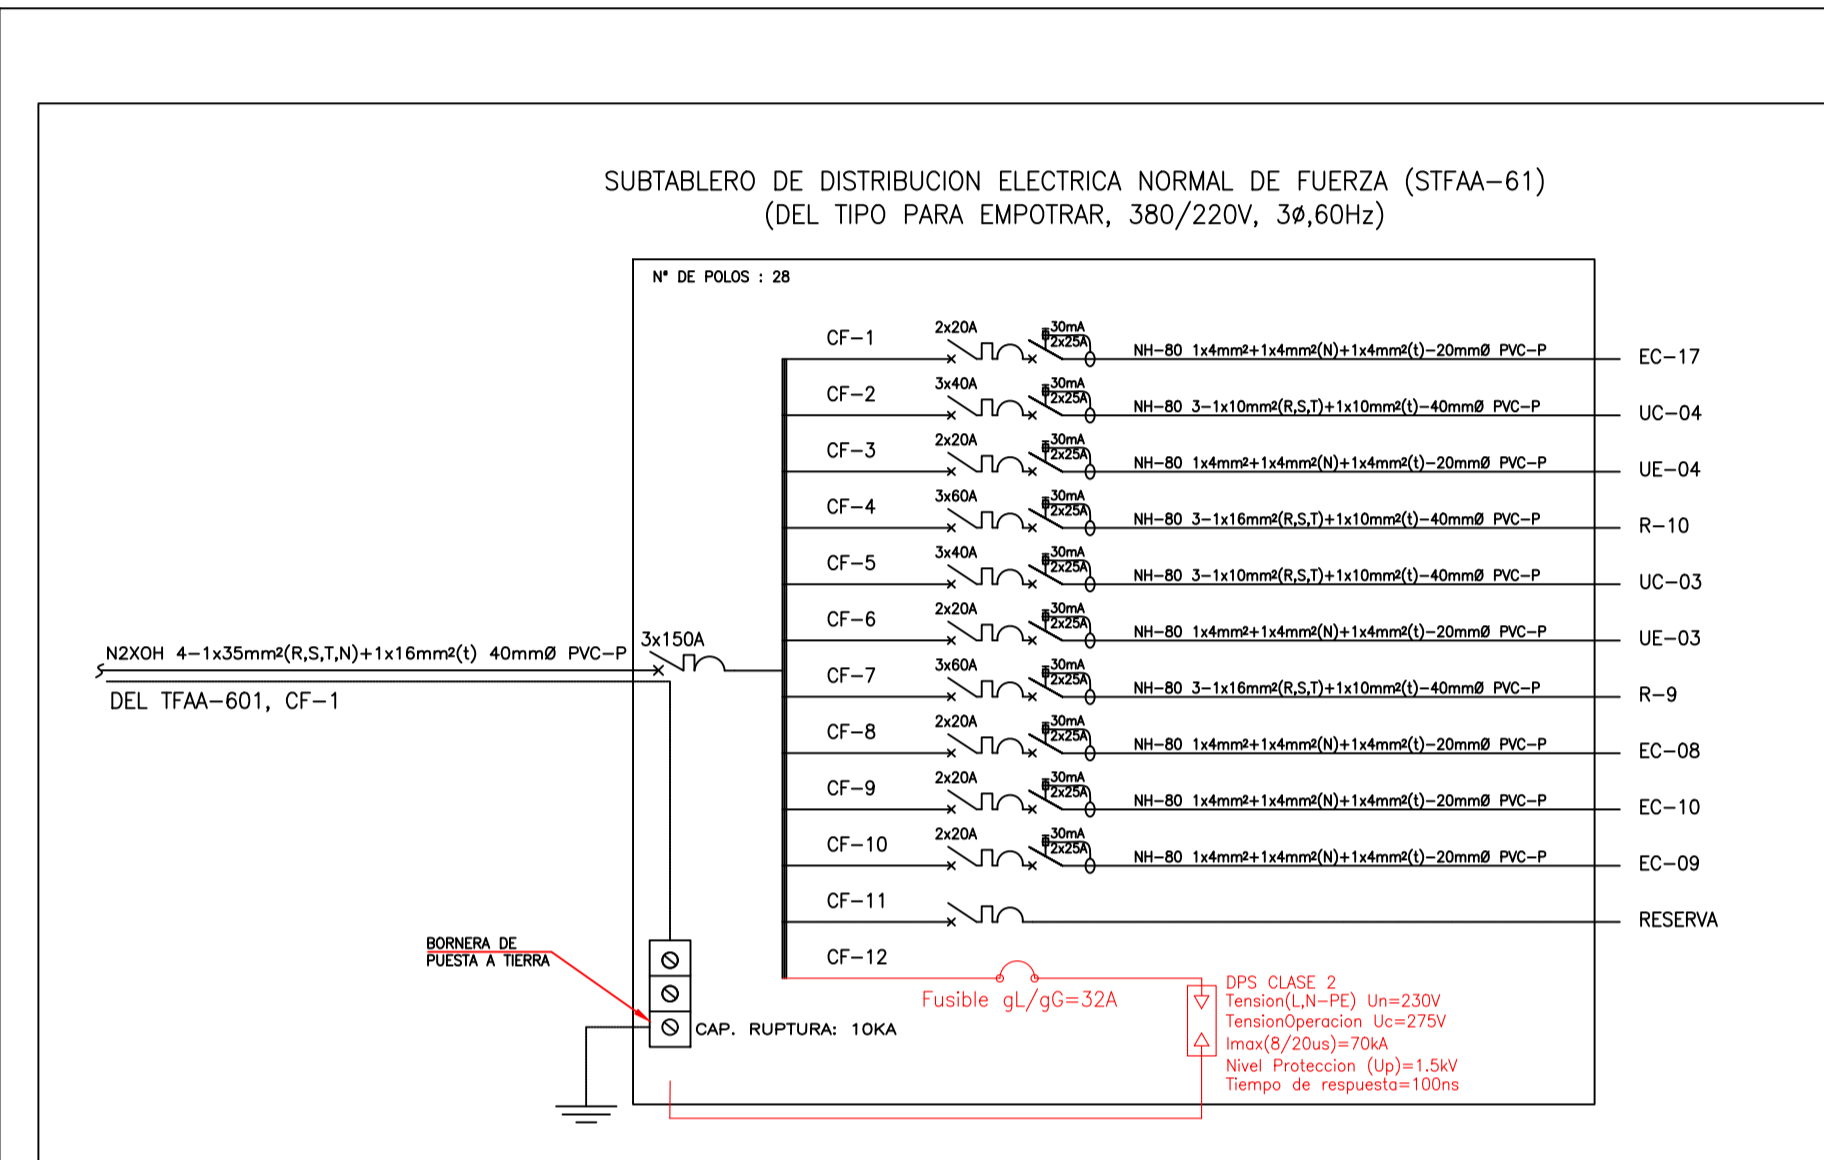 SUBTABLERO DE DISTRIBUCION ELECTRICA NORMAL DE FUERZA (STFAA-61)
(DEL TIPO PARA EMPOTRAR, 380/220V, 3Ø,60Hz)
N° DE POLOS : 28
CF-1 2x20A 30mA 2x25A NH-80 1x4mm²+1x4mm²(N)+1x4mm²(t)-20mmØ PVC-P EC-17
CF-2 3x40A 30mA 2x25A NH-80 3-1x10mm²(R,S,T)+1x10mm²(t)-40mmØ PVC-P UC-04
CF-3 2x20A 30mA 2x25A NH-80 1x4mm²+1x4mm²(N)+1x4mm²(t)-20mmØ PVC-P UE-04
CF-4 3x60A 30mA 2x25A NH-80 3-1x16mm²(R,S,T)+1x10mm²(t)-40mmØ PVC-P R-10
CF-5 3x40A 30mA 2x25A NH-80 3-1x10mm²(R,S,T)+1x10mm²(t)-40mmØ PVC-P UC-03
CF-6 2x20A 30mA 2x25A NH-80 1x4mm²+1x4mm²(N)+1x4mm²(t)-20mmØ PVC-P UE-03
N2XOH 4-1x35mm²(R,S,T,N)+1x16mm²(t) 40mmØ PVC-P 3x150A
DEL TFAA-601, CF-1
CF-7 3x60A 30mA 2x25A NH-80 3-1x16mm²(R,S,T)+1x10mm²(t)-40mmØ PVC-P R-9
CF-8 2x20A 30mA 2x25A NH-80 1x4mm²+1x4mm²(N)+1x4mm²(t)-20mmØ PVC-P EC-08
CF-9 2x20A 30mA 2x25A NH-80 1x4mm²+1x4mm²(N)+1x4mm²(t)-20mmØ PVC-P EC-10
CF-10 2x20A 30mA 2x25A NH-80 1x4mm²+1x4mm²(N)+1x4mm²(t)-20mmØ PVC-P EC-09
CF-11 RESERVA
CF-12
BORNERA DE
PUESTA A TIERRA
CAP. RUPTURA: 10KA
Fusible gL/gG=32A
DPS CLASE 2
Tension(L,N-PE) Un=230V
TensionOperacion Uc=275V
Imax(8/20us)=70kA
Nivel Proteccion (Up)=1.5kV
Tiempo de respuesta=100ns